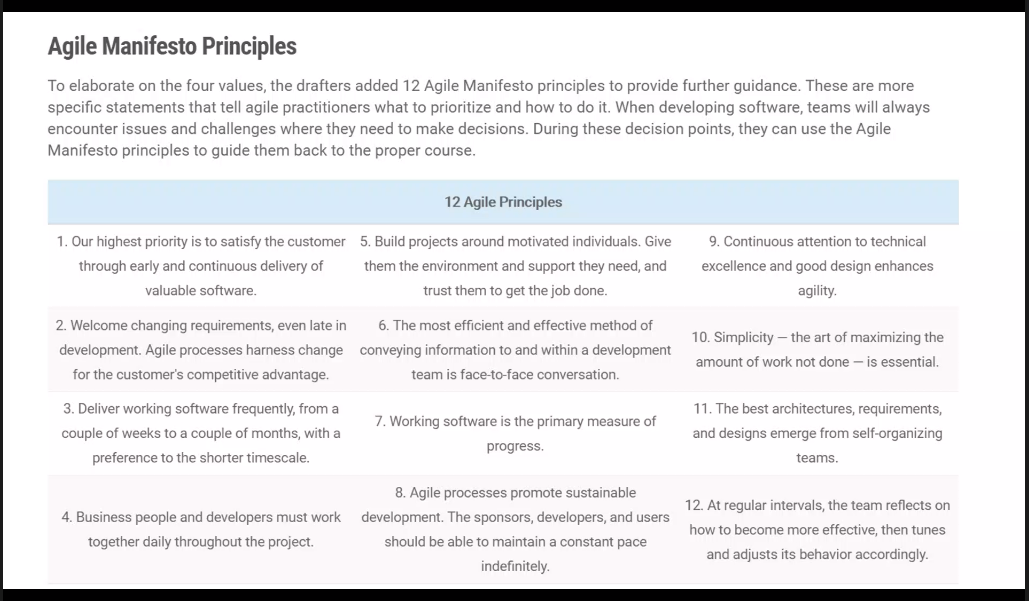 Agile Manifesto Principles
To elaborate on the four values, the drafters added 12 Agile Manifesto principles to provide further guidance. These are more
specific statements that tell agile practitioners what to prioritize and how to do it. When developing software, teams will always
encounter issues and challenges where they need to make decisions. During these decision points, they can use the Agile
Manifesto principles to guide them back to the proper course.
12 Agile Principles
1. Our highest priority is to satisfy the customer
through early and continuous delivery of
valuable software.
5. Build projects around motivated individuals. Give
them the environment and support they need, and
trust them to get the job done.
9. Continuous attention to technical
excellence and good design enhances
agility.
2. Welcome changing requirements, even late in
development. Agile processes harness change
for the customer's competitive advantage.
6. The most efficient and effective method of
conveying information to and within a development
team is face-to-face conversation.
10. Simplicity — the art of maximizing the
amount of work not done — is essential.
3. Deliver working software frequently, from a
couple of weeks to a couple of months, with a
preference to the shorter timescale.
7. Working software is the primary measure of
progress.
11. The best architectures, requirements,
and designs emerge from self-organizing
teams.
4. Business people and developers must work
together daily throughout the project.
8. Agile processes promote sustainable
development. The sponsors, developers, and users
should be able to maintain a constant pace
indefinitely.
12. At regular intervals, the team reflects on
how to become more effective, then tunes
and adjusts its behavior accordingly.